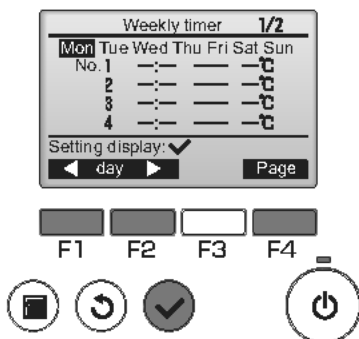 Weekly timer 1/2
Mon Tue Wed Thu Fri Sat Sun
No. 1 –:– — –℃
2 –:– — –℃
3 –:– — –℃
4 –:– — –℃
Setting display: ✔
◀ day ▶ Page
F1 F2 F3 F4